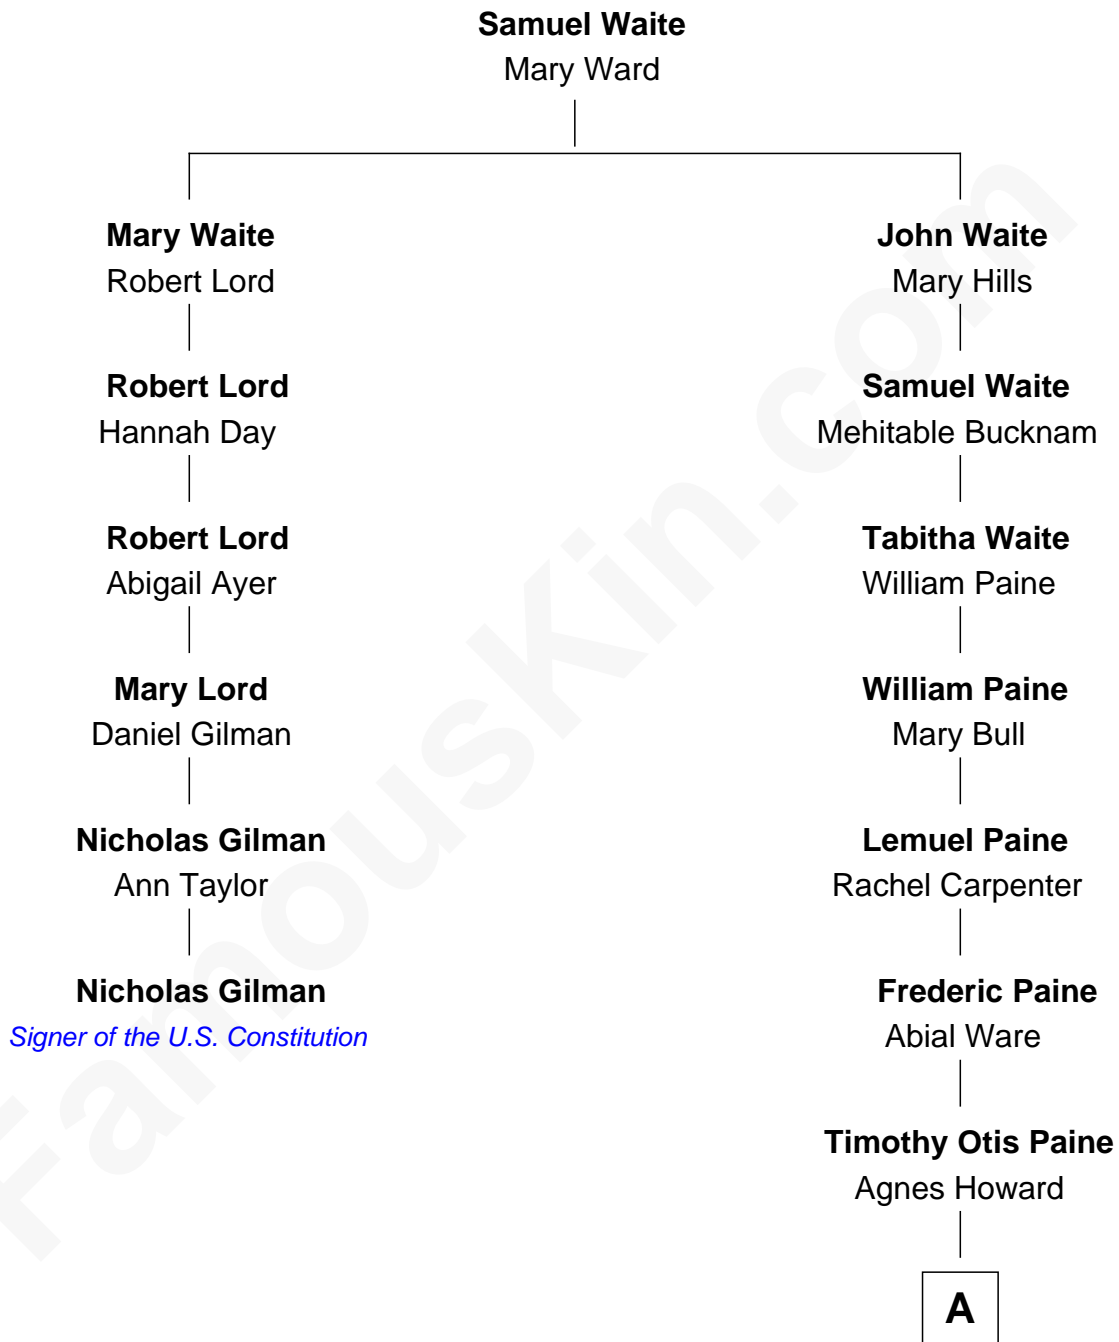 Samuel Waite
Mary Ward
Mary Waite
Robert Lord
John Waite
Mary Hills
Robert Lord
Hannah Day
Samuel Waite
Mehitable Bucknam
Robert Lord
Abigail Ayer
Tabitha Waite
William Paine
Mary Lord
Daniel Gilman
William Paine
Mary Bull
Nicholas Gilman
Ann Taylor
Lemuel Paine
Rachel Carpenter
Nicholas Gilman
Signer of the U.S. Constitution
Frederic Paine
Abial Ware
Timothy Otis Paine
Agnes Howard
A
FamousKin.com